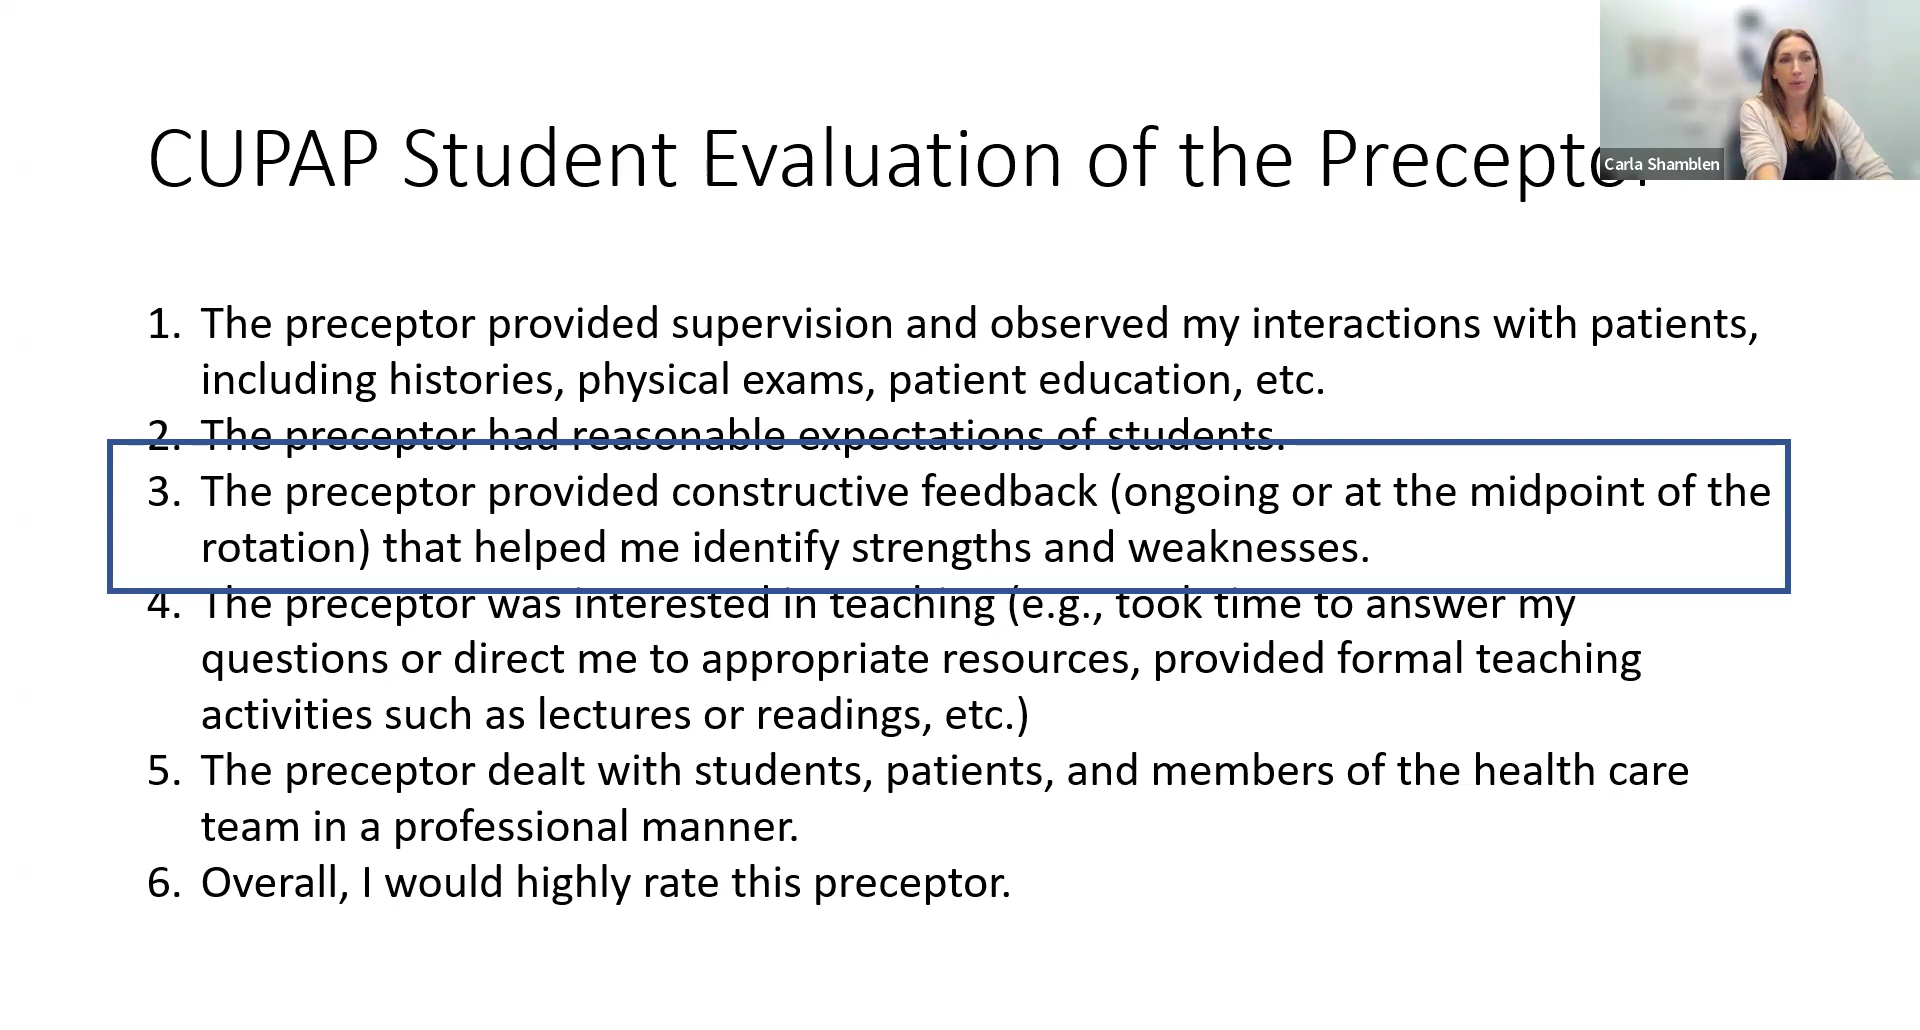 CUPAP Student Evaluation of the Preceptor
Carla Shamblen
1. The preceptor provided supervision and observed my interactions with patients,
including histories, physical exams, patient education, etc.
2. The preceptor had reasonable expectations of students.
3. The preceptor provided constructive feedback (ongoing or at the midpoint of the
rotation) that helped me identify strengths and weaknesses.
4. The preceptor was interested in teaching (e.g., took time to answer my
questions or direct me to appropriate resources, provided formal teaching
activities such as lectures or readings, etc.)
5. The preceptor dealt with students, patients, and members of the health care
team in a professional manner.
6. Overall, I would highly rate this preceptor.